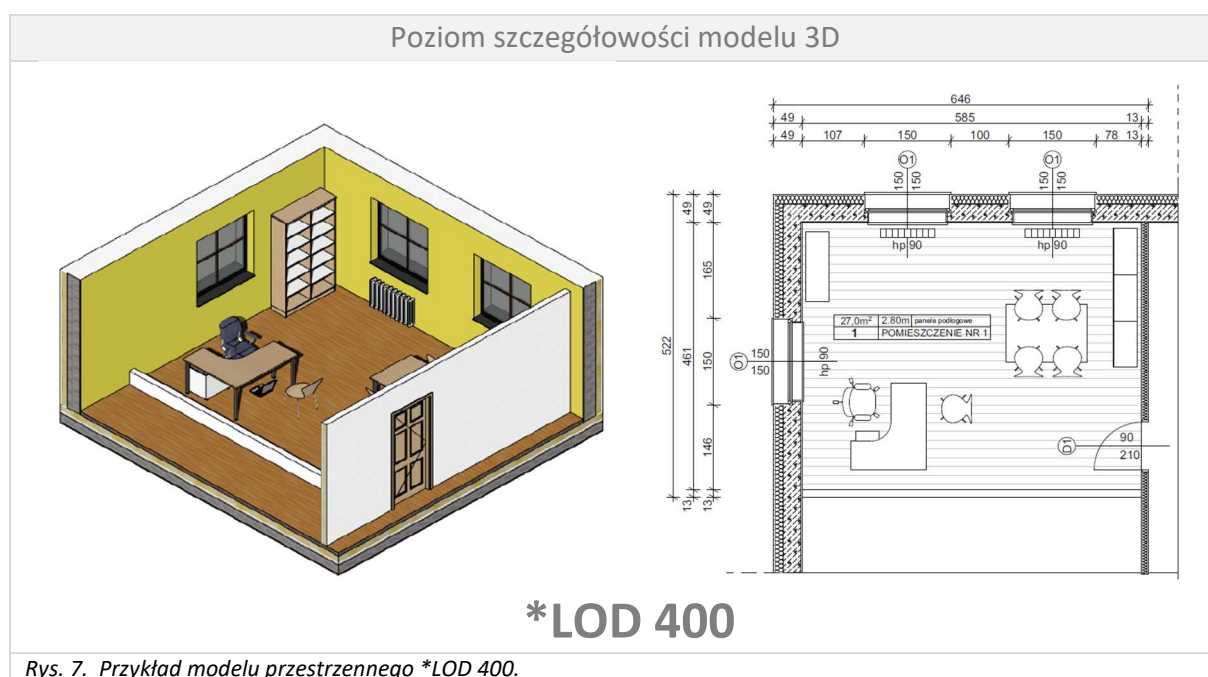 Poziom szczegółowości modelu 3D
646
49 585 13
49 107 150 100 150 78 13
O1 O1
150 150 150 150
49 49
hp 90 hp 90
165
27,0m² 2.80m panele podłogowe
1 POMIESZCZENIE NR 1
522 461 150
O1 150 150 hp 90
146
D1 90 210
13 13
*LOD 400
Rys. 7. Przykład modelu przestrzennego *LOD 400.